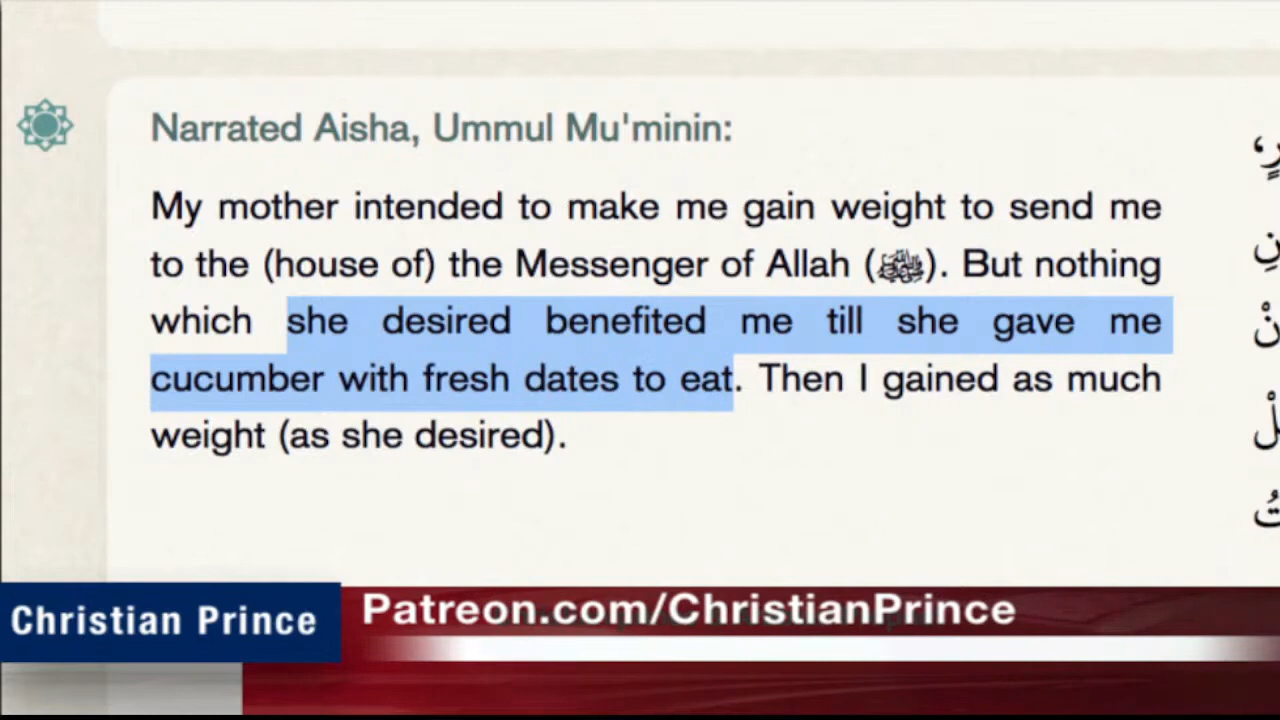 Narrated Aisha, Ummul Mu'minin:
My mother intended to make me gain weight to send me
to the (house of) the Messenger of Allah (ﷺ). But nothing
which she desired benefited me till she gave me
cucumber with fresh dates to eat. Then I gained as much
weight (as she desired).
Christian Prince
Patreon.com/ChristianPrince